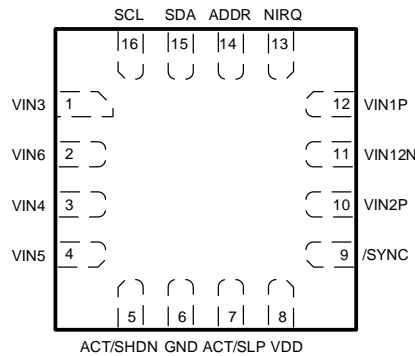 SCL SDA ADDR NIRQ
16 15 14 13
VIN3 1 12 VIN1P
VIN6 2 11 VIN12N
VIN4 3 10 VIN2P
VIN5 4 9 /SYNC
5 6 7 8
ACT/SHDN GND ACT/SLP VDD